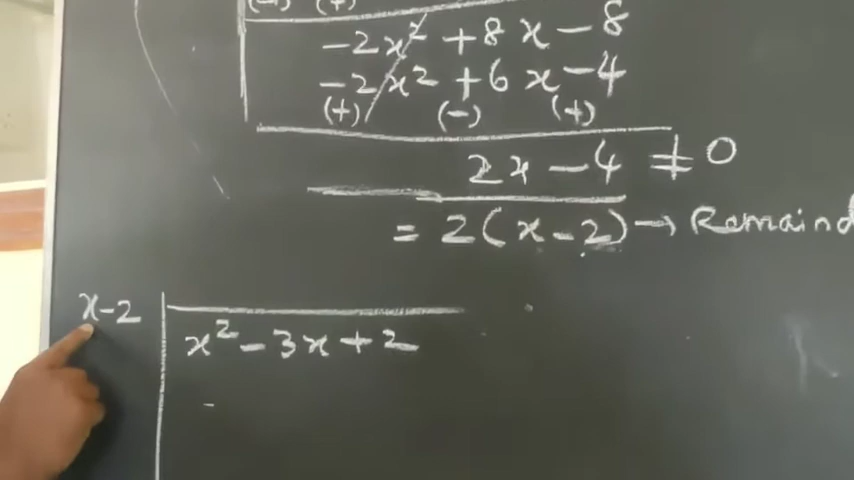 (-) (+)
-2x² + 8x - 8
-2x² + 6x - 4
(+) (-) (+)
2x - 4 ≠ 0
= 2(x - 2) → Remaind
x-2 | x² - 3x + 2
-